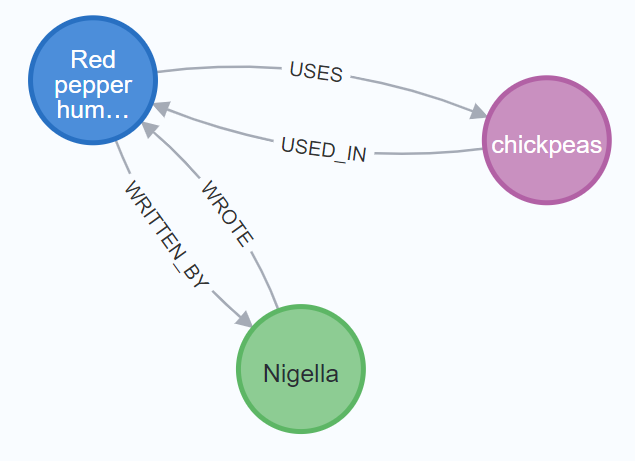 Red
pepper
hum...
USES
USED_IN
chickpeas
WRITTEN_BY
WROTE
Nigella